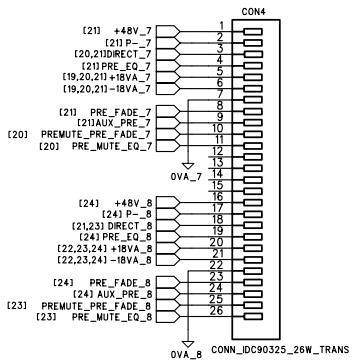 CON4
[21] +48V_7 1
[21] P-_7 2
[20,21]DIRECT_7 3
[21] PRE_EQ_7 4
[19,20,21] +18VA_7 5
[19,20,21] -18VA_7 6
7
[21] PRE_FADE_7 8
[21]AUX_PRE_7 9
[20] PREMUTE_PRE_FADE_7 10
[20] PRE_MUTE_EQ_7 11
12
0VA_7 13
14
15
[24] +48V_8 16
[24] P-_8 17
[21,23] DIRECT_8 18
[24] PRE_EQ_8 19
[22,23,24] +18VA_8 20
[22,23,24] -18VA_8 21
22
[24] PRE_FADE_8 23
[24] AUX_PRE_8 24
[23] PREMUTE_PRE_FADE_8 25
[23] PRE_MUTE_EQ_8 26
0VA_8
CONN_IDC90325_26W_TRANS